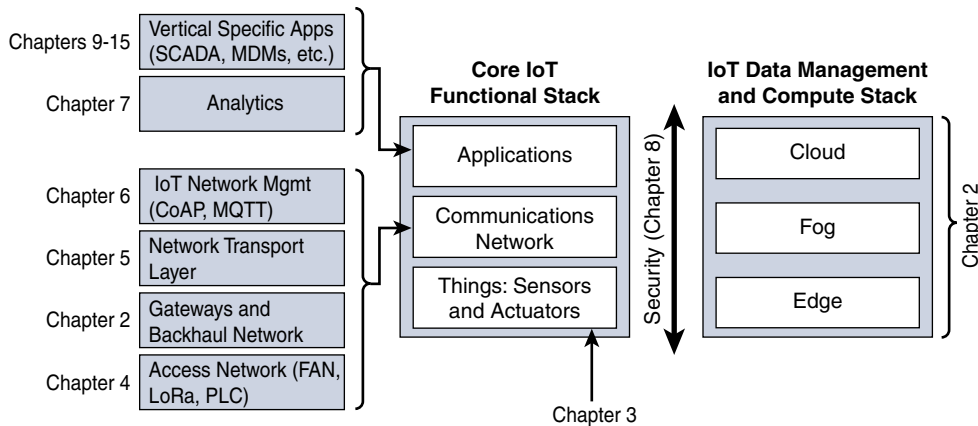 Chapters 9-15
Vertical Specific Apps
(SCADA, MDMs, etc.)
Chapter 7
Analytics
Chapter 6
IoT Network Mgmt
(CoAP, MQTT)
Chapter 5
Network Transport
Layer
Chapter 2
Gateways and
Backhaul Network
Chapter 4
Access Network (FAN,
LoRa, PLC)
Core IoT
Functional Stack
Applications
Communications
Network
Things: Sensors
and Actuators
Chapter 3
Security (Chapter 8)
IoT Data Management
and Compute Stack
Cloud
Fog
Edge
Chapter 2